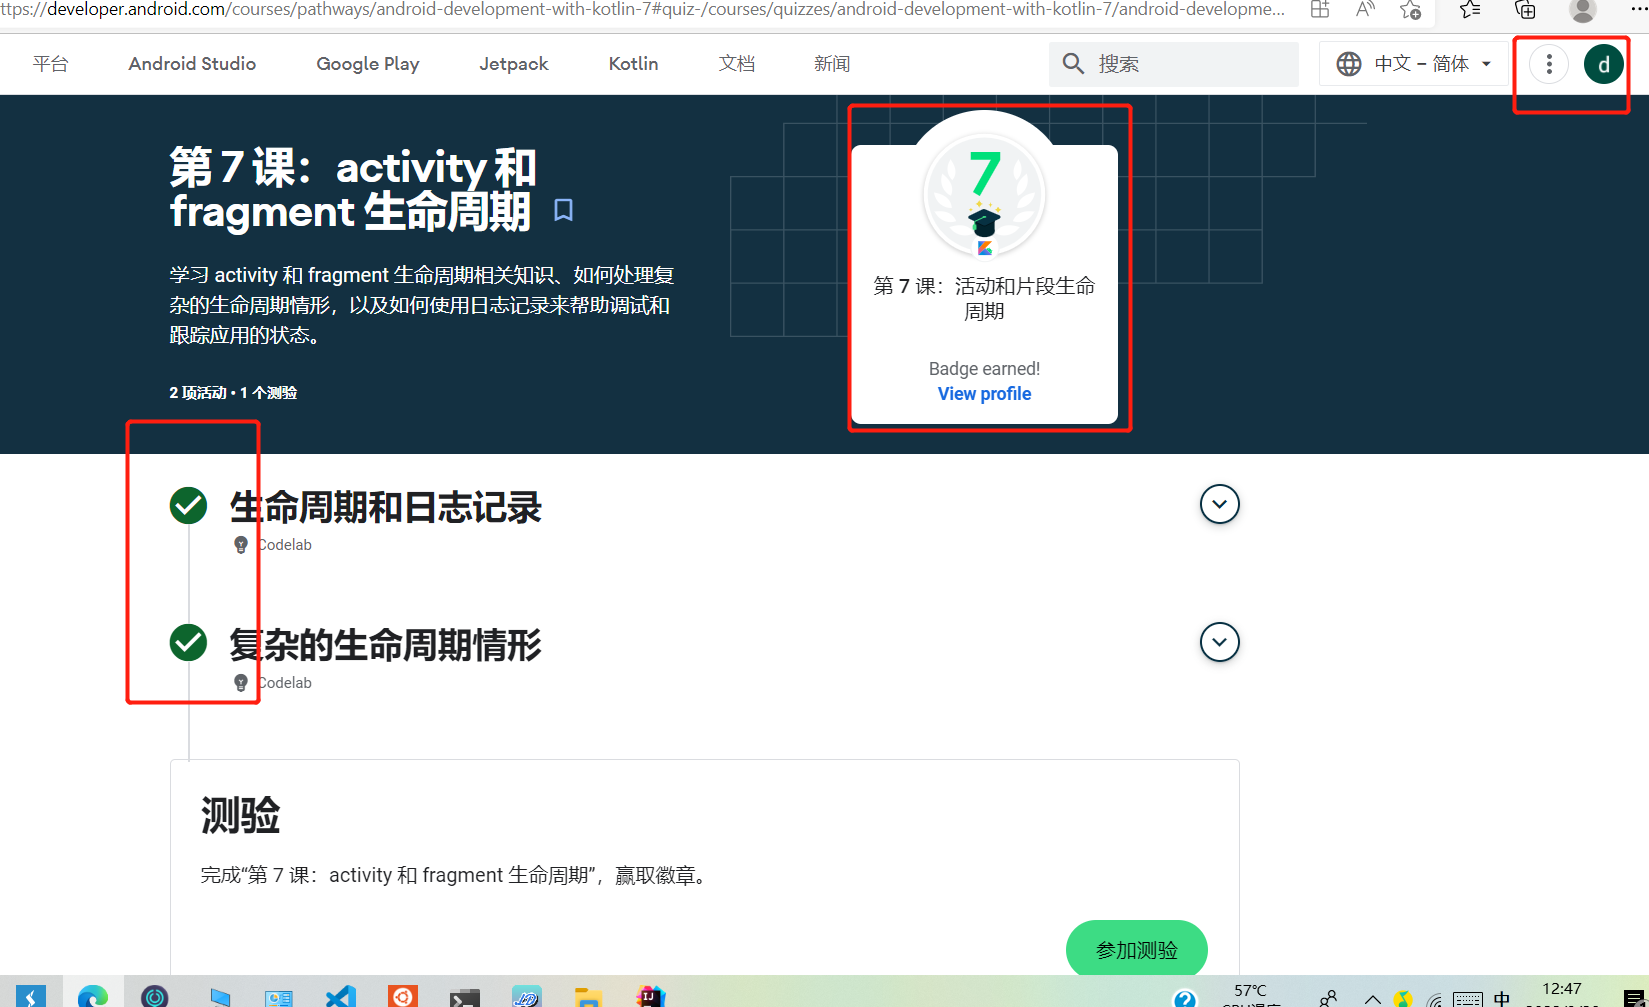 ttps://developer.android.com/courses/pathways/android-development-with-kotlin-7#quiz-/courses/quizzes/android-development-with-kotlin-7/android-developme...
平台 Android Studio Google Play Jetpack Kotlin 文档 新闻 搜索 中文 – 简体 d
第 7 课：activity 和
fragment 生命周期
学习 activity 和 fragment 生命周期相关知识、如何处理复
杂的生命周期情形，以及如何使用日志记录来帮助调试和
跟踪应用的状态。
2 项活动 • 1 个测验
7
第 7 课：活动和片段生命
周期
Badge earned!
View profile
生命周期和日志记录
Codelab
复杂的生命周期情形
Codelab
测验
完成“第 7 课：activity 和 fragment 生命周期”，赢取徽章。
参加测验
57℃
中
12:47